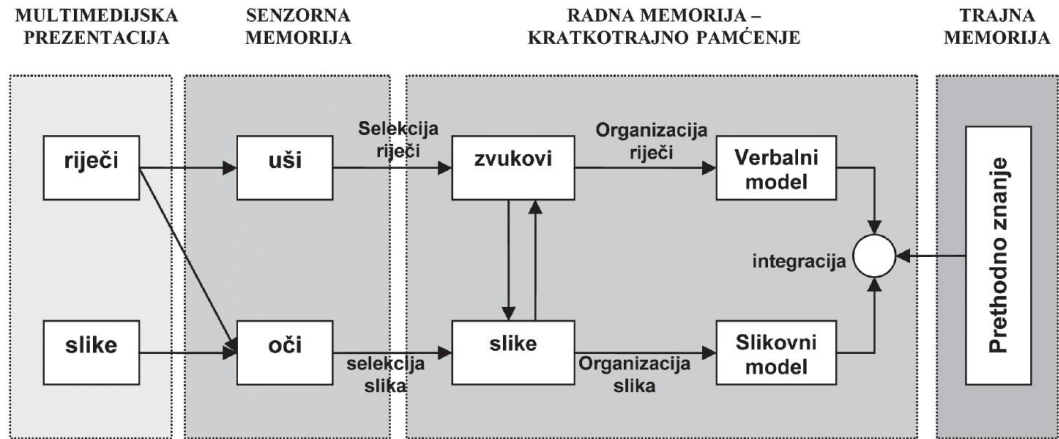 MULTIMEDIJSKA
PREZENTACIJA
SENZORNA
MEMORIJA
RADNA MEMORIJA –
KRATKOTRAJNO PAMĆENJE
TRAJNA
MEMORIJA
riječi
uši
Selekcija
riječi
zvukovi
Organizacija
riječi
Verbalni
model
integracija
Prethodno znanje
slike
oči
selekcija
slika
slike
Organizacija
slika
Slikovni
model